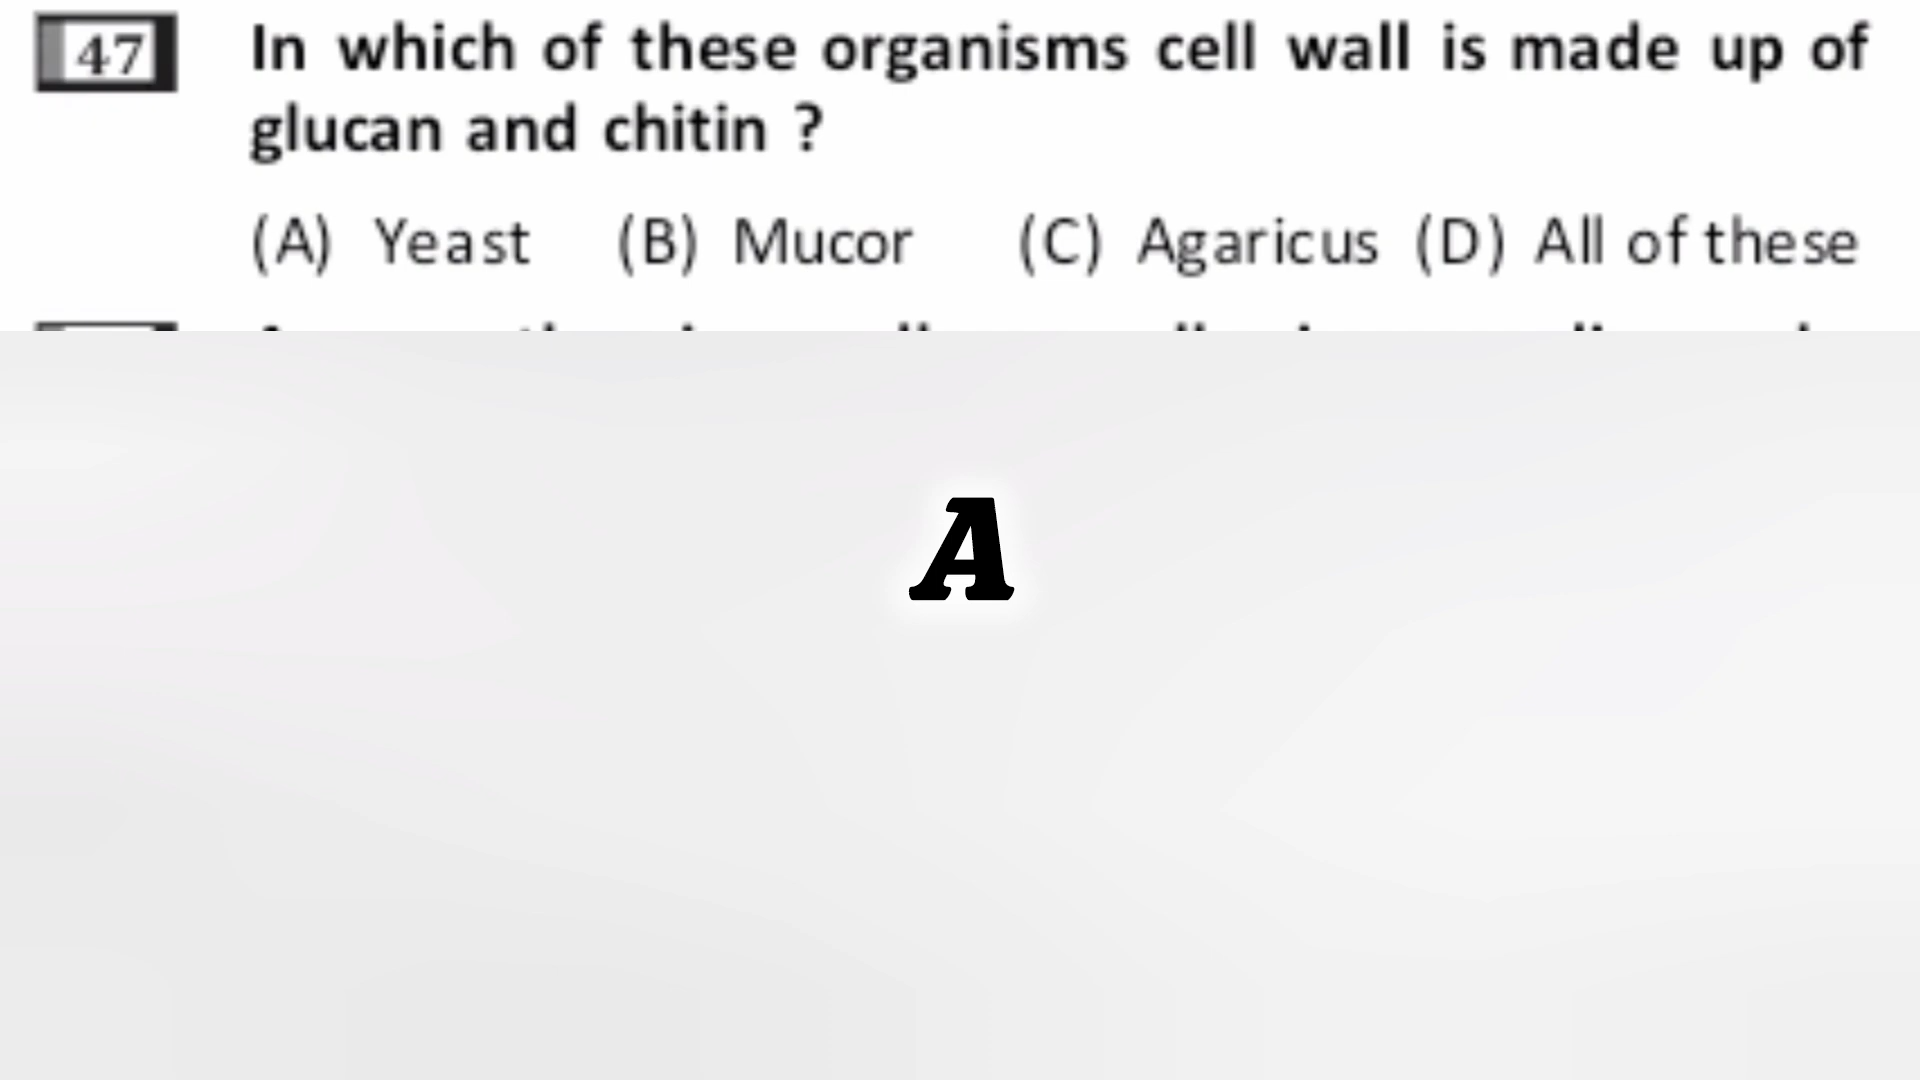 47 In which of these organisms cell wall is made up of
glucan and chitin ?
(A) Yeast (B) Mucor (C) Agaricus (D) All of these
A